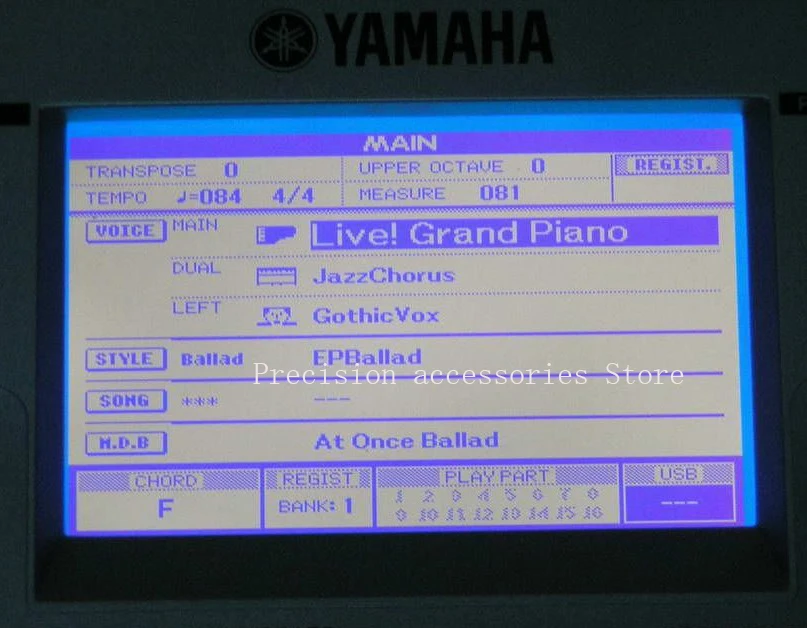 YAMAHA
MAIN
TRANSPOSE 0 UPPER OCTAVE 0 REGIST.
TEMPO ♩=084 4/4 MEASURE 081
VOICE MAIN Live! Grand Piano
DUAL JazzChorus
LEFT GothicVox
STYLE Ballad EPBallad
Precision accessories Store
SONG *** ---
M.D.B At Once Ballad
CHORD REGIST PLAY PART USB
F BANK: 1 1 2 3 4 5 6 7 8 ---
9 10 11 12 13 14 15 16